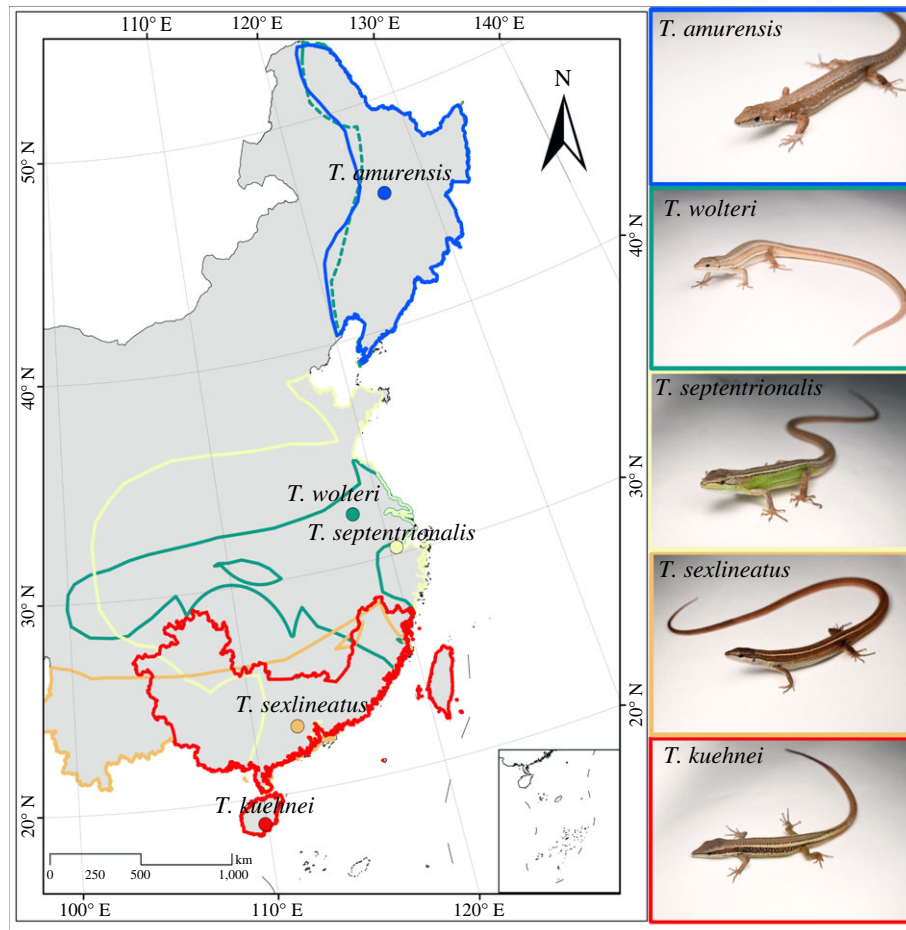 110° E
120° E
130° E
140° E
T. amurensis
N
50° N
T. amurensis
40° N
T. wolteri
40° N
T. septentrionalis
30° N
T. wolteri
T. septentrionalis
T. sexlineatus
30° N
20° N
T. sexlineatus
T. kuehnei
T. kuehnei
20° N
km
0 250 500 1,000
100° E
110° E
120° E